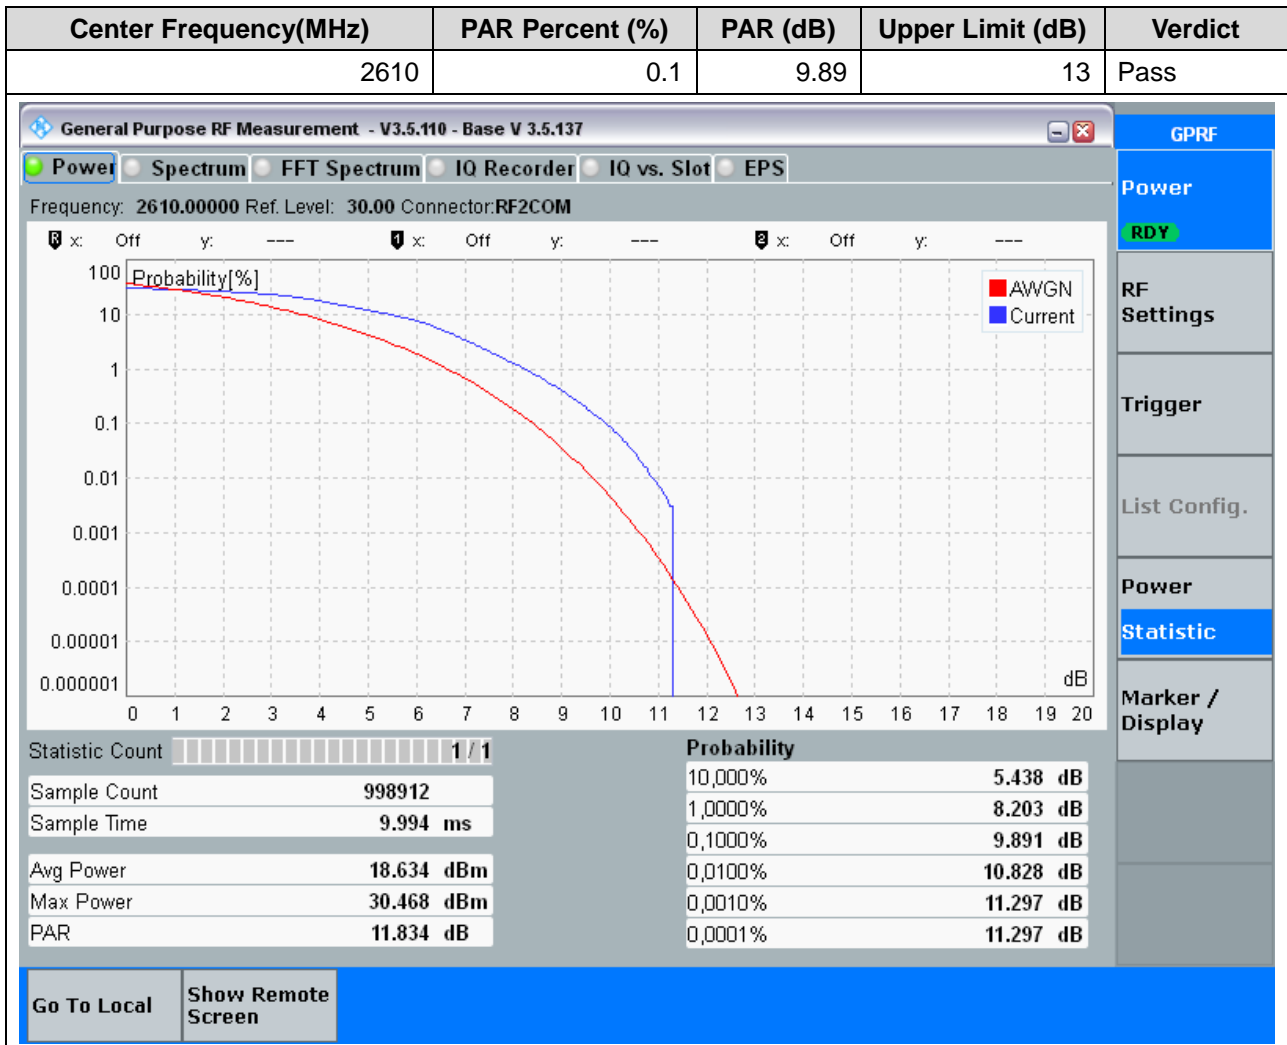 Center Frequency(MHz) PAR Percent (%) PAR (dB) Upper Limit (dB) Verdict
2610 0.1 9.89 13 Pass
General Purpose RF Measurement - V3.5.110 - Base V 3.5.137
GPRF
Power Spectrum FFT Spectrum IQ Recorder IQ vs. Slot EPS
Power
RDY
Frequency: 2610.00000 Ref. Level: 30.00 Connector:RF2COM
R x: Off y: --- 1 x: Off y: --- 2 x: Off y: ---
Probability[%]
100
10
1
0.1
0.01
0.001
0.0001
0.00001
0.000001
AWGN
Current
dB
0 1 2 3 4 5 6 7 8 9 10 11 12 13 14 15 16 17 18 19 20
RF
Settings
Trigger
List Config.
Power
Statistic
Marker /
Display
Statistic Count 1 / 1
Sample Count 998912
Sample Time 9.994 ms
Avg Power 18.634 dBm
Max Power 30.468 dBm
PAR 11.834 dB
Probability
10,000% 5.438 dB
1,0000% 8.203 dB
0,1000% 9.891 dB
0,0100% 10.828 dB
0,0010% 11.297 dB
0,0001% 11.297 dB
Go To Local
Show Remote
Screen